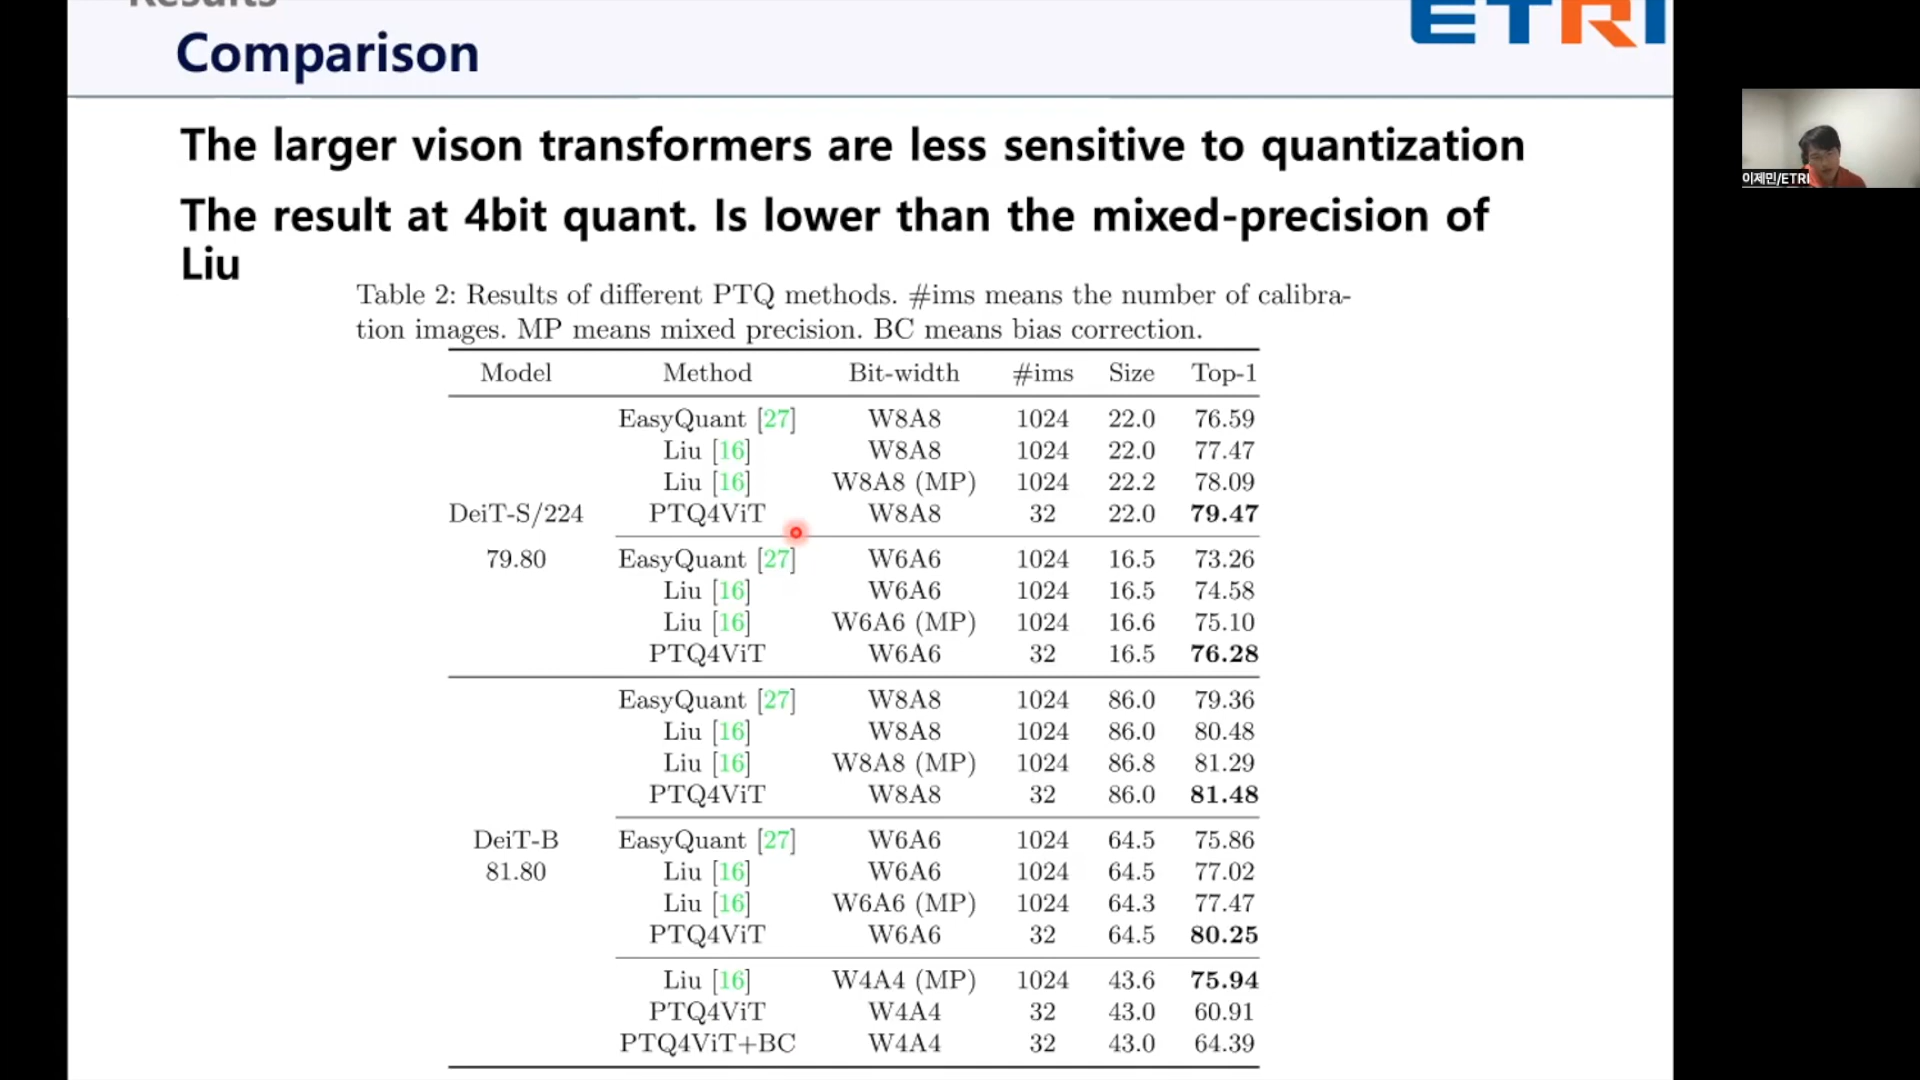 Results
Comparison
ETRI
The larger vison transformers are less sensitive to quantization
The result at 4bit quant. Is lower than the mixed-precision of
Liu
Table 2: Results of different PTQ methods. #ims means the number of calibra-
tion images. MP means mixed precision. BC means bias correction.
Model Method Bit-width #ims Size Top-1
EasyQuant [27] W8A8 1024 22.0 76.59
Liu [16] W8A8 1024 22.0 77.47
Liu [16] W8A8 (MP) 1024 22.2 78.09
DeiT-S/224 PTQ4ViT W8A8 32 22.0 79.47
79.80 EasyQuant [27] W6A6 1024 16.5 73.26
Liu [16] W6A6 1024 16.5 74.58
Liu [16] W6A6 (MP) 1024 16.6 75.10
PTQ4ViT W6A6 32 16.5 76.28
EasyQuant [27] W8A8 1024 86.0 79.36
Liu [16] W8A8 1024 86.0 80.48
Liu [16] W8A8 (MP) 1024 86.8 81.29
PTQ4ViT W8A8 32 86.0 81.48
DeiT-B EasyQuant [27] W6A6 1024 64.5 75.86
81.80 Liu [16] W6A6 1024 64.5 77.02
Liu [16] W6A6 (MP) 1024 64.3 77.47
PTQ4ViT W6A6 32 64.5 80.25
Liu [16] W4A4 (MP) 1024 43.6 75.94
PTQ4ViT W4A4 32 43.0 60.91
PTQ4ViT+BC W4A4 32 43.0 64.39
이제민/ETRI